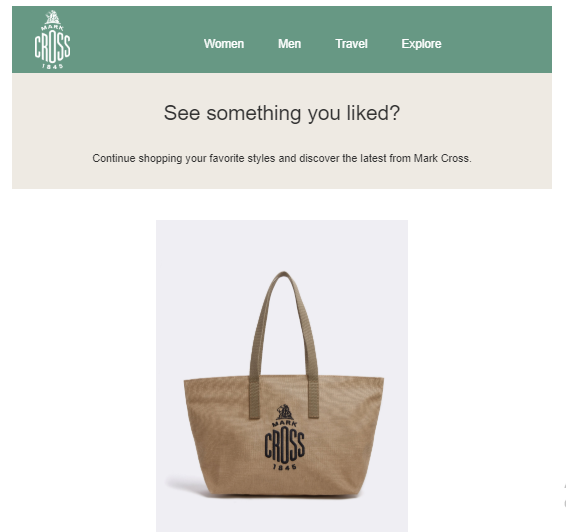 MARK
CROSS
1845
Women Men Travel Explore
See something you liked?
Continue shopping your favorite styles and discover the latest from Mark Cross.
MARK
CROSS
1845